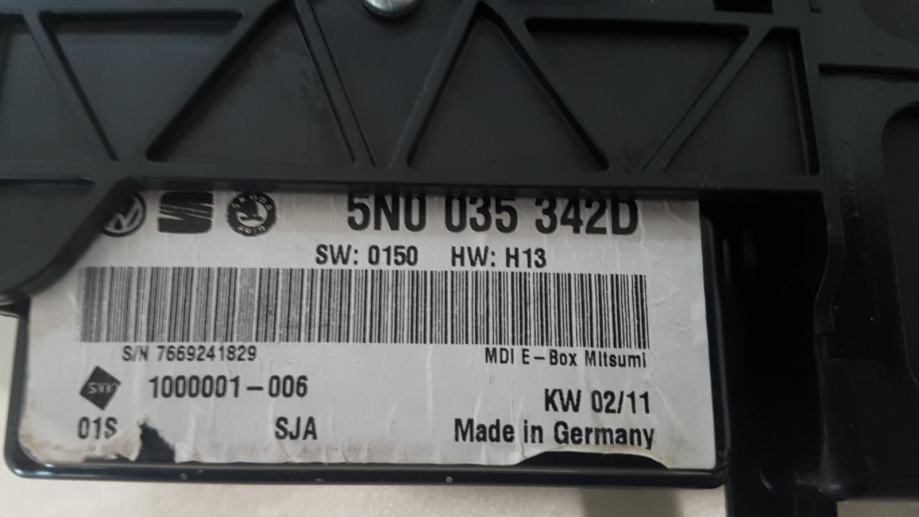 5N0 035 342D
SW: 0150 HW: H13
S/N 7669241829 MDI E-Box Mitsumi
1000001-006
KW 02/11
01S SJA Made in Germany